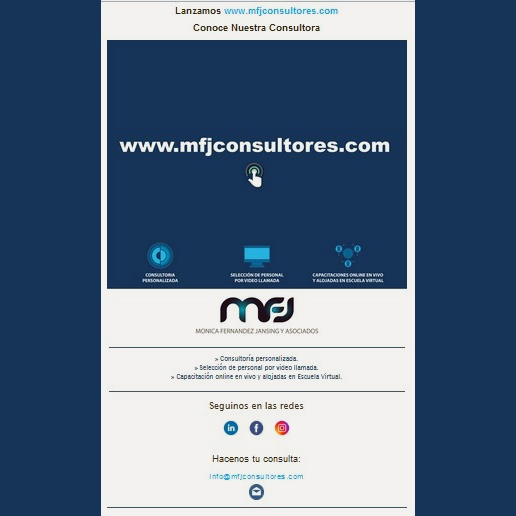 Lanzamos www.mfjconsultores.com
Conoce Nuestra Consultora
www.mfjconsultores.com
CONSULTORIA
PERSONALIZADA
SELECCIÓN DE PERSONAL
POR VIDEO LLAMADA
CAPACITACIONES ONLINE EN VIVO
Y ALOJADAS EN ESCUELA VIRTUAL
MFJ
MONICA FERNANDEZ JANSING Y ASOCIADOS
» Consultoría personalizada.
» Selección de personal por video llamada.
» Capacitación online en vivo y alojadas en Escuela Virtual.
Seguinos en las redes
in f
Hacenos tu consulta:
info@mfjconsultores.com